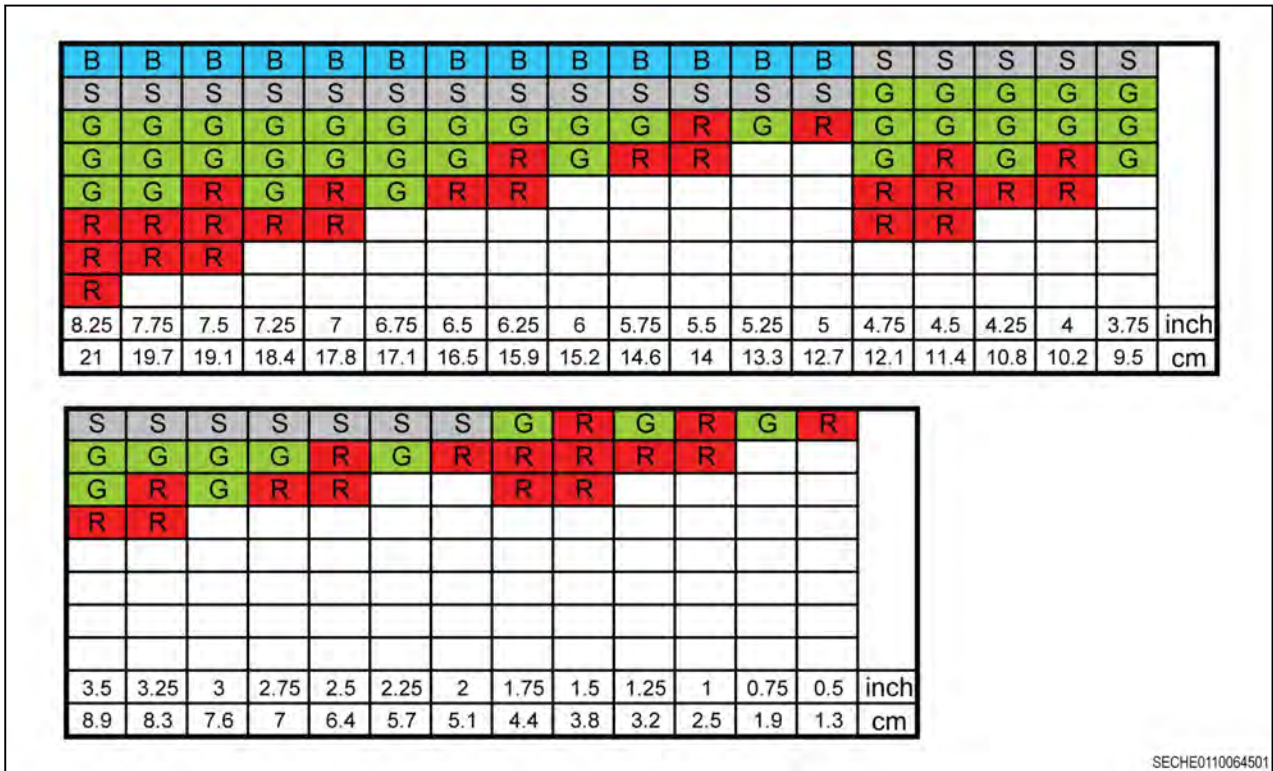 B B B B B B B B B B B B B S S S S S
S S S S S S S S S S S S S G G G G G
G G G G G G G G G G R G R G G G G G
G G G G G G G R G R R G R G R G
G G R G R G R R R R R R
R R R R R R R
R R R
R
8.25 7.75 7.5 7.25 7 6.75 6.5 6.25 6 5.75 5.5 5.25 5 4.75 4.5 4.25 4 3.75 inch
21 19.7 19.1 18.4 17.8 17.1 16.5 15.9 15.2 14.6 14 13.3 12.7 12.1 11.4 10.8 10.2 9.5 cm
S S S S S S S G R G R G R
G G G G R G R R R R R
G R G R R R R
R R
3.5 3.25 3 2.75 2.5 2.25 2 1.75 1.5 1.25 1 0.75 0.5 inch
8.9 8.3 7.6 7 6.4 5.7 5.1 4.4 3.8 3.2 2.5 1.9 1.3 cm
SECHE0110064501